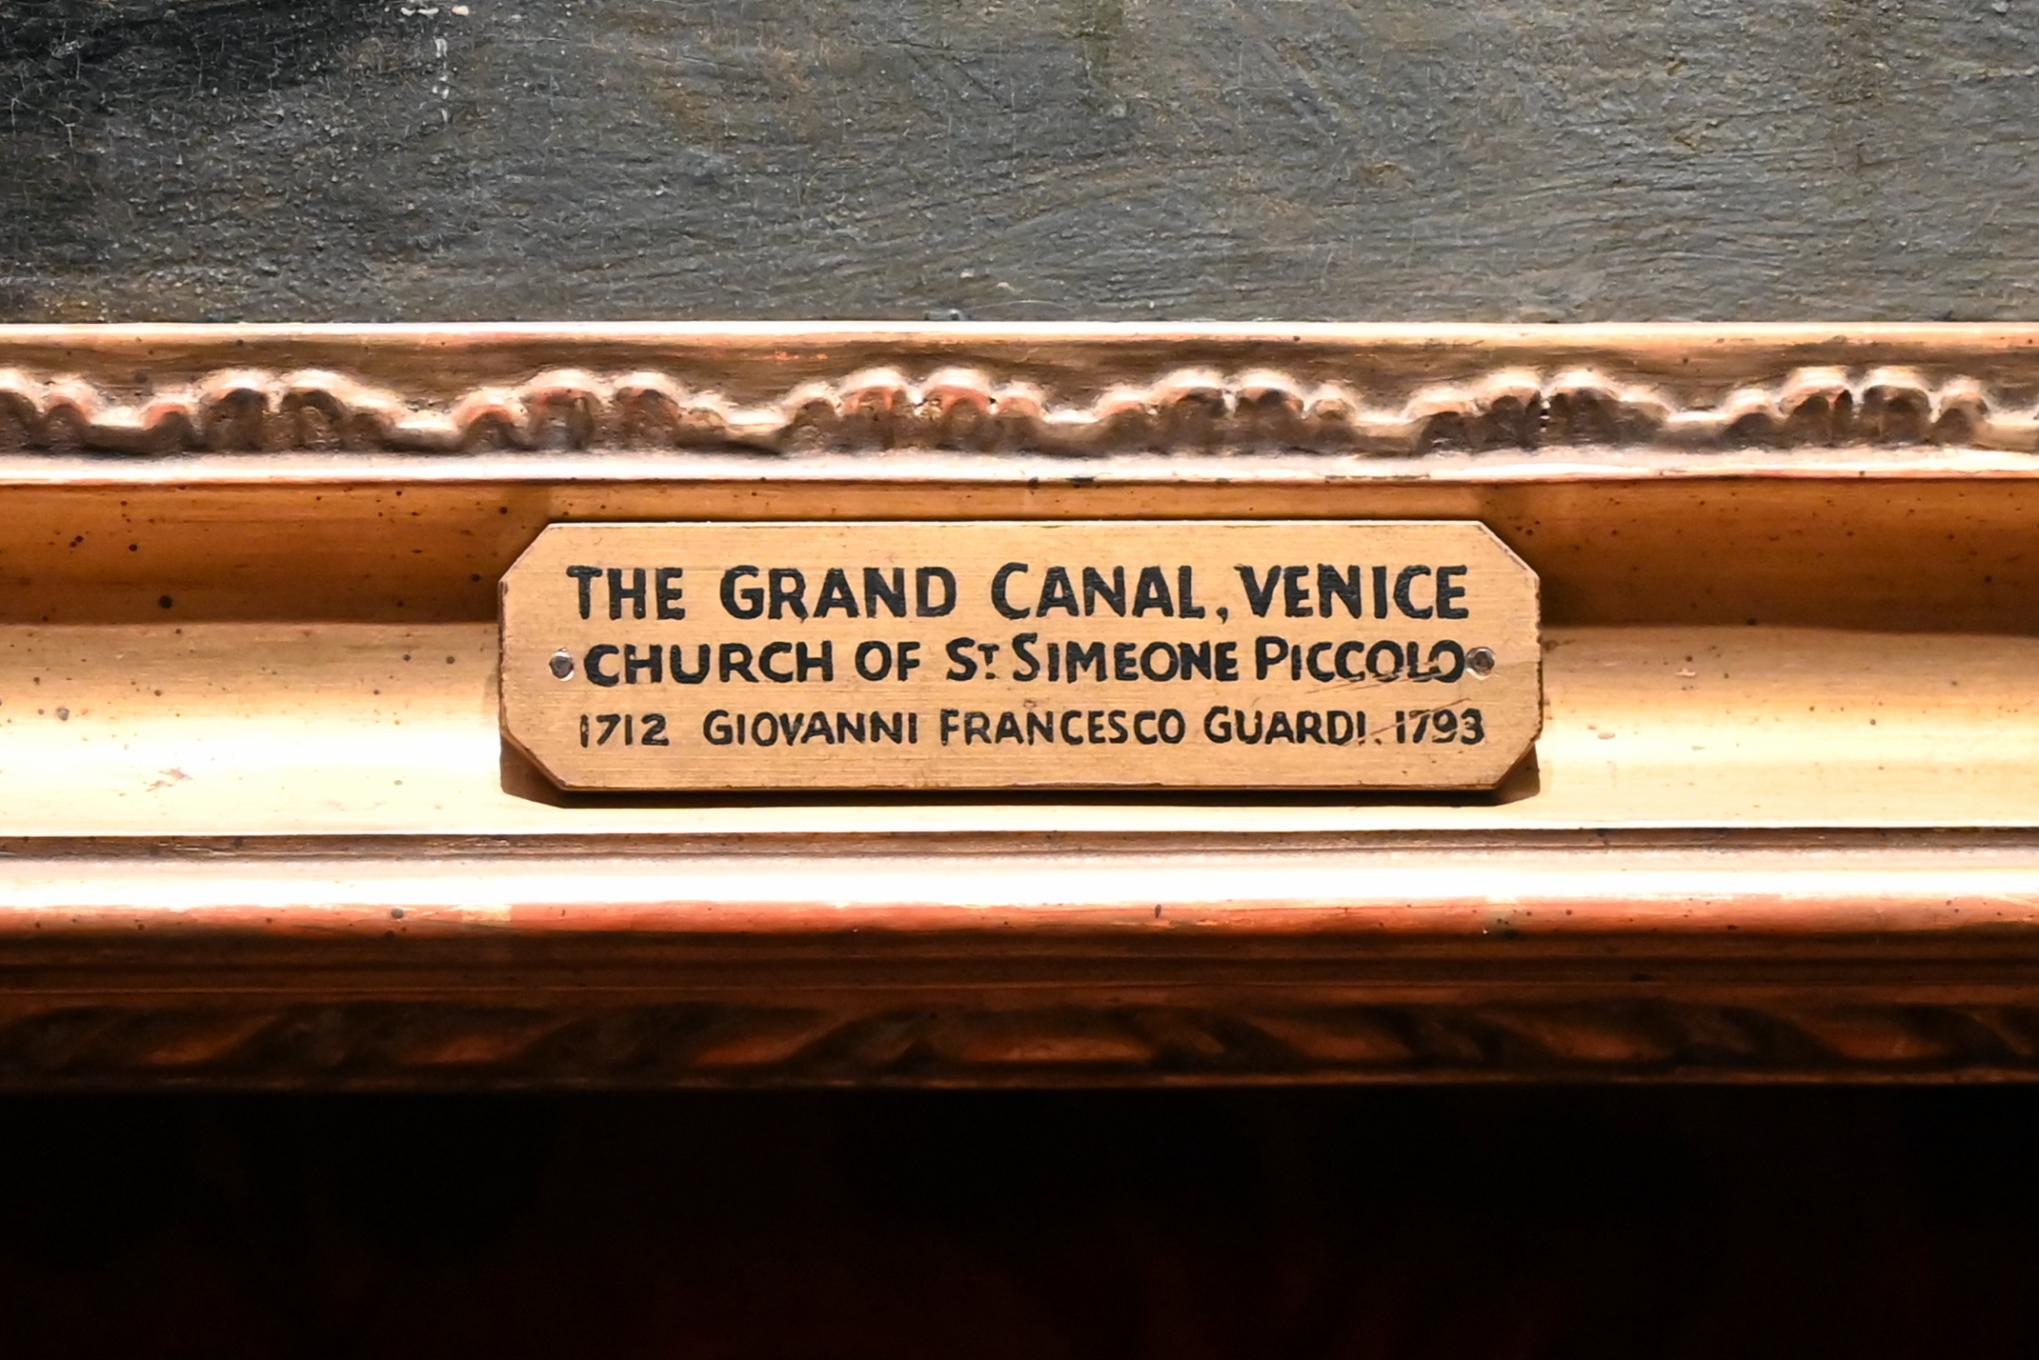 THE GRAND CANAL, VENICE
CHURCH OF ST. SIMEONE PICCOLO
1712 GIOVANNI FRANCESCO GUARDI. 1793